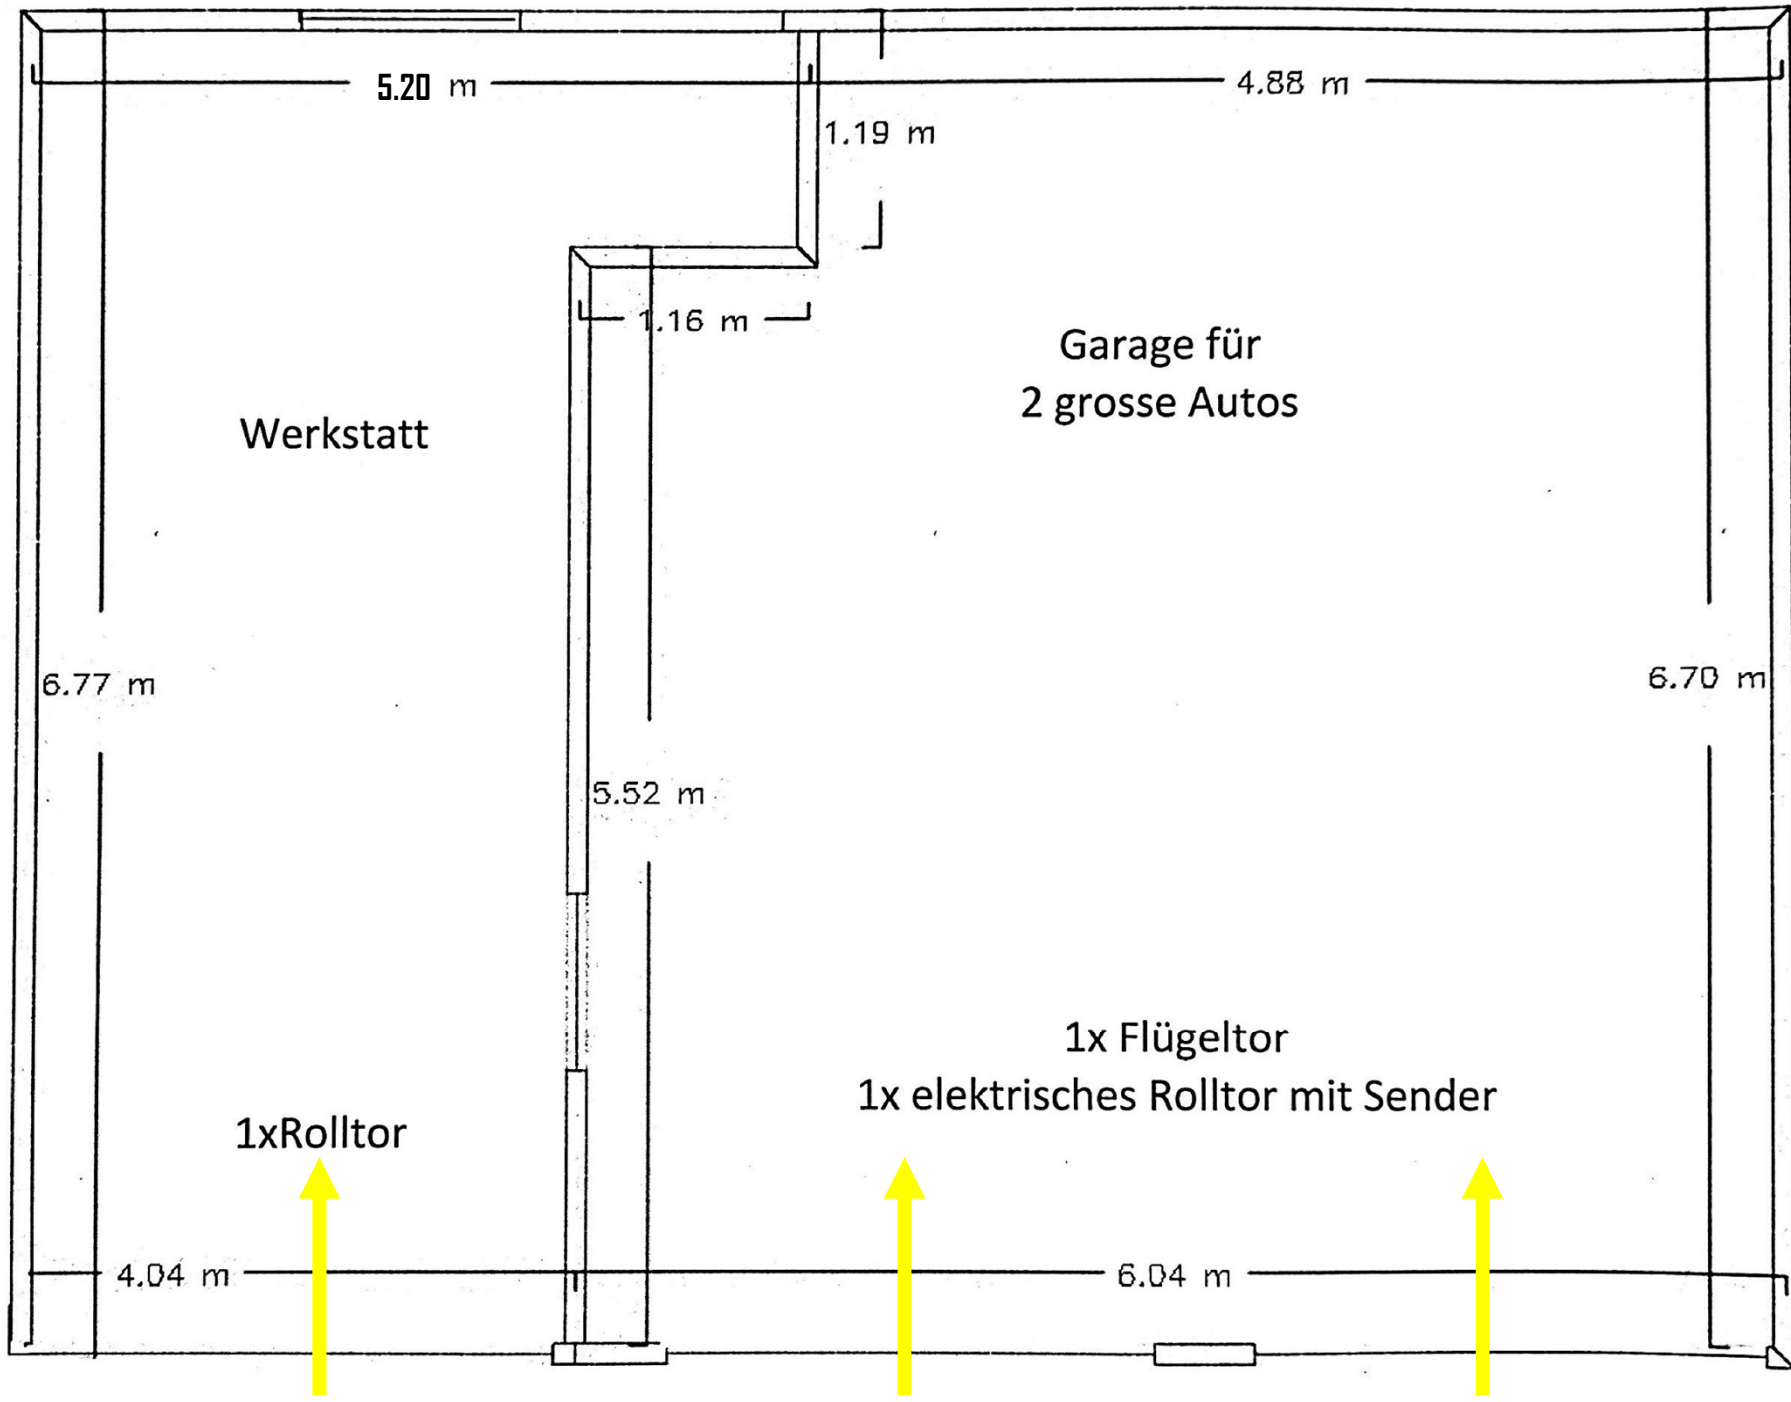 5.20 m
4.88 m
1.19 m
1.16 m
Garage für
2 grosse Autos
Werkstatt
6.77 m
6.70 m
5.52 m
1x Flügeltor
1x elektrisches Rolltor mit Sender
1xRolltor
4.04 m
6.04 m